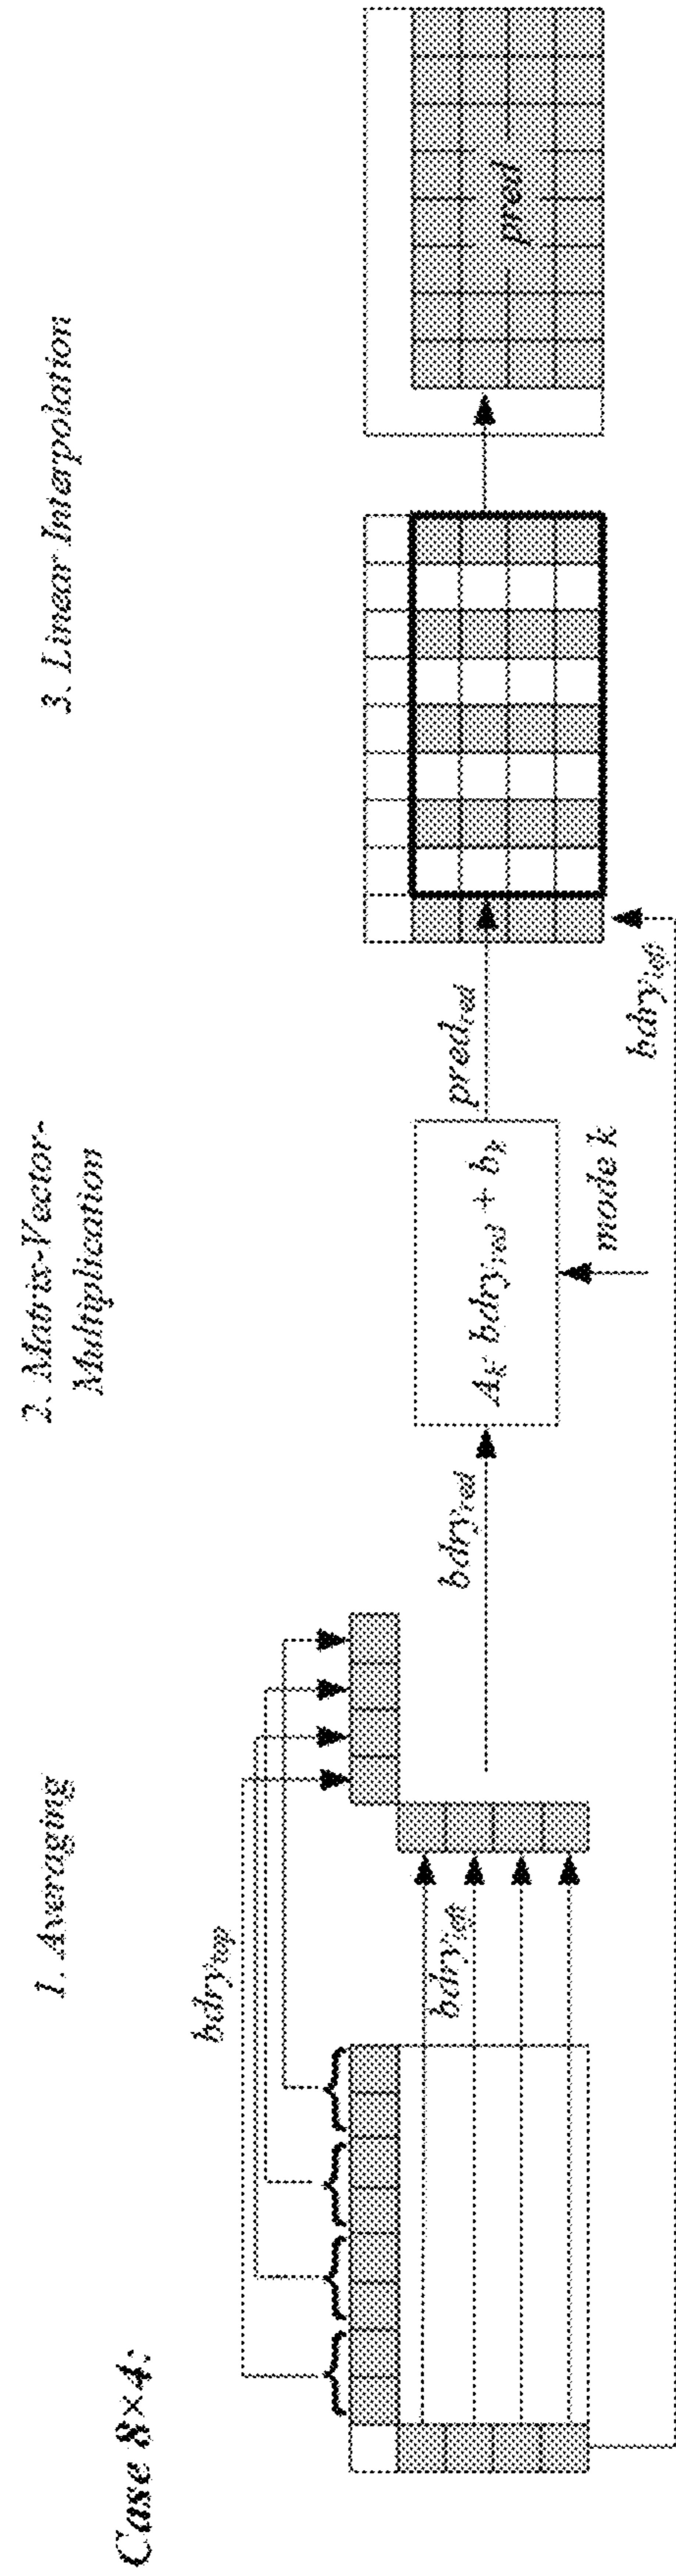 Case 8×4:
1. Averaging
2. Matrix-Vector-
Multiplication
3. Linear Interpolation
bdry_top
bdry_left
bdry_red
A_k · bdry_red + b_k
mode k
pred_red
bdry_left
pred